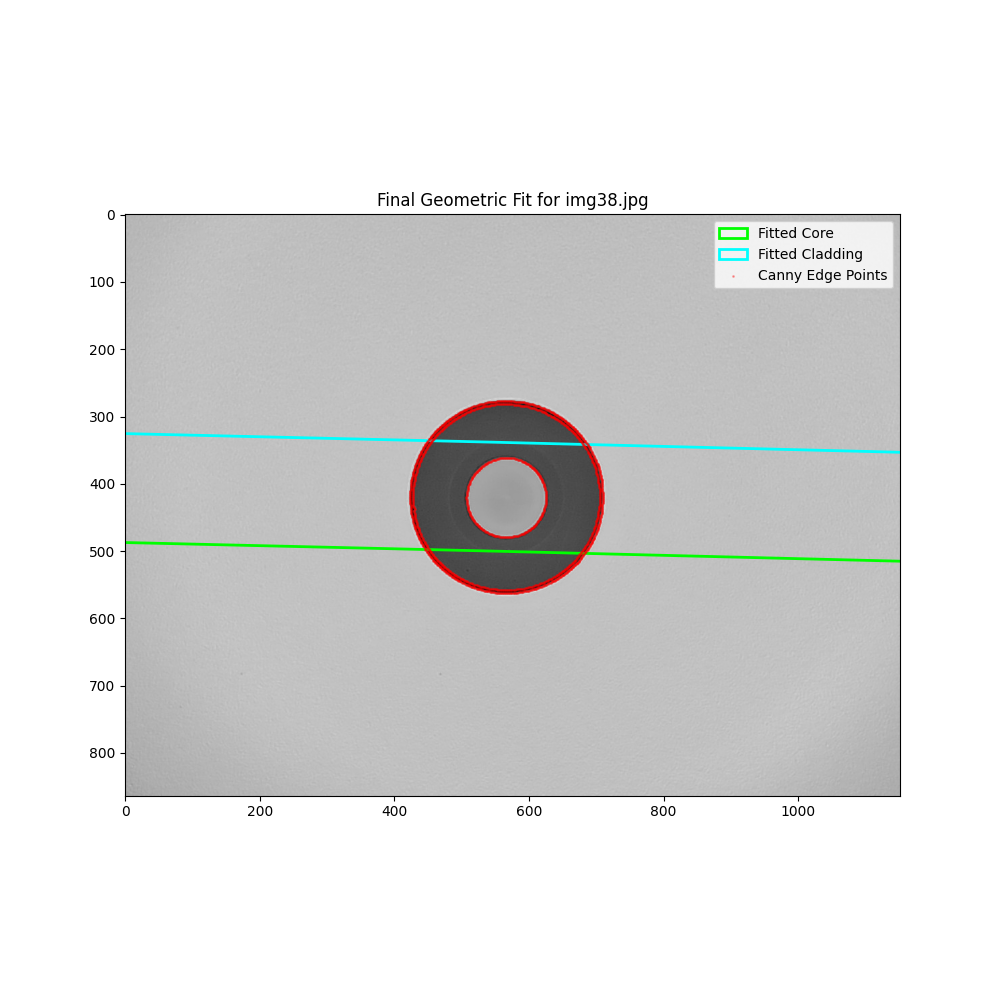 Final Geometric Fit for img38.jpg
Fitted Core
Fitted Cladding
Canny Edge Points
0
100
200
300
400
500
600
700
800
0 200 400 600 800 1000